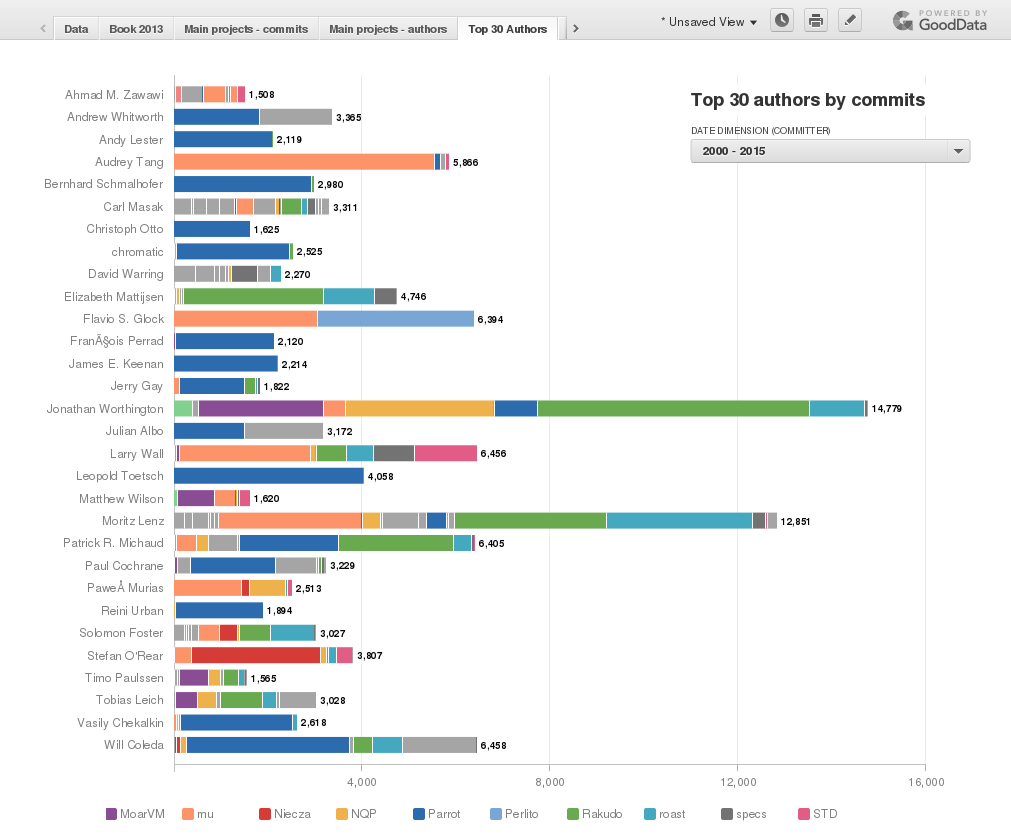 Data Book 2013 Main projects - commits Main projects - authors Top 30 Authors * Unsaved View POWERED BY GoodData
Top 30 authors by commits
DATE DIMENSION (COMMITTER)
2000 - 2015
Ahmad M. Zawawi 1,508
Andrew Whitworth 3,365
Andy Lester 2,119
Audrey Tang 5,866
Bernhard Schmalhofer 2,980
Carl Masak 3,311
Christoph Otto 1,625
chromatic 2,525
David Warring 2,270
Elizabeth Mattijsen 4,746
Flavio S. Glock 6,394
FranÃ§ois Perrad 2,120
James E. Keenan 2,214
Jerry Gay 1,822
Jonathan Worthington 14,779
Julian Albo 3,172
Larry Wall 6,456
Leopold Toetsch 4,058
Matthew Wilson 1,620
Moritz Lenz 12,851
Patrick R. Michaud 6,405
Paul Cochrane 3,229
PaweÅ Murias 2,513
Reini Urban 1,894
Solomon Foster 3,027
Stefan O'Rear 3,807
Timo Paulssen 1,565
Tobias Leich 3,028
Vasily Chekalkin 2,618
Will Coleda 6,458
4,000 8,000 12,000 16,000
MoarVM mu Niecza NQP Parrot Perlito Rakudo roast specs STD